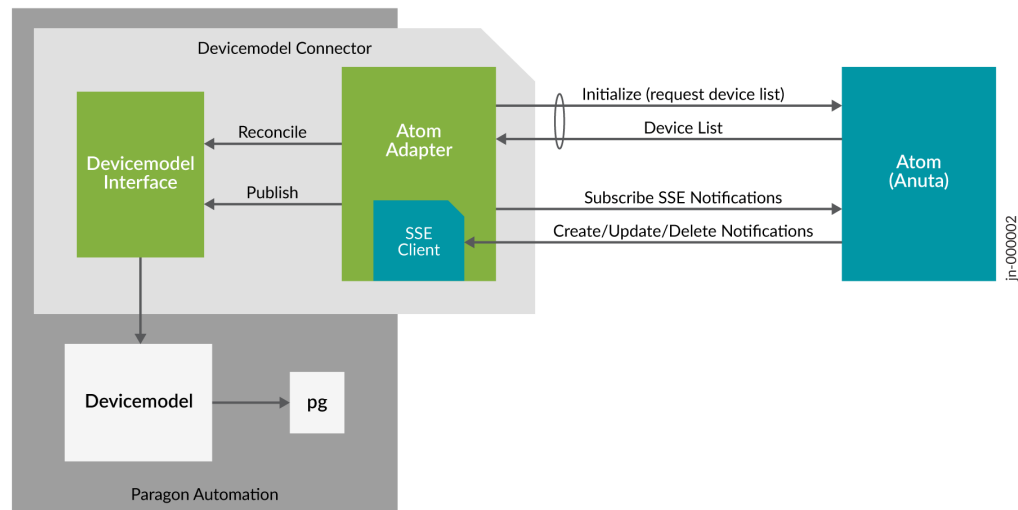 Devicemodel Connector
Initialize (request device list)
Device List
Reconcile
Atom
Adapter
Devicemodel
Interface
Publish
Atom
(Anuta)
Subscribe SSE Notifications
Create/Update/Delete Notifications
SSE
Client
jn-000002
Devicemodel
pg
Paragon Automation